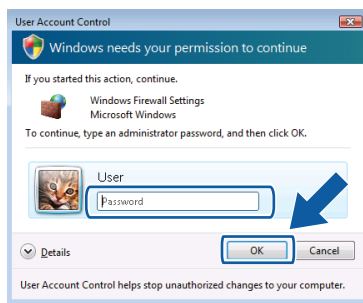 User Account Control
Windows needs your permission to continue
If you started this action, continue.
Windows Firewall Settings
Microsoft Windows
To continue, type an administrator password, and then click OK.
User
Password
Details
OK
Cancel
User Account Control helps stop unauthorized changes to your computer.